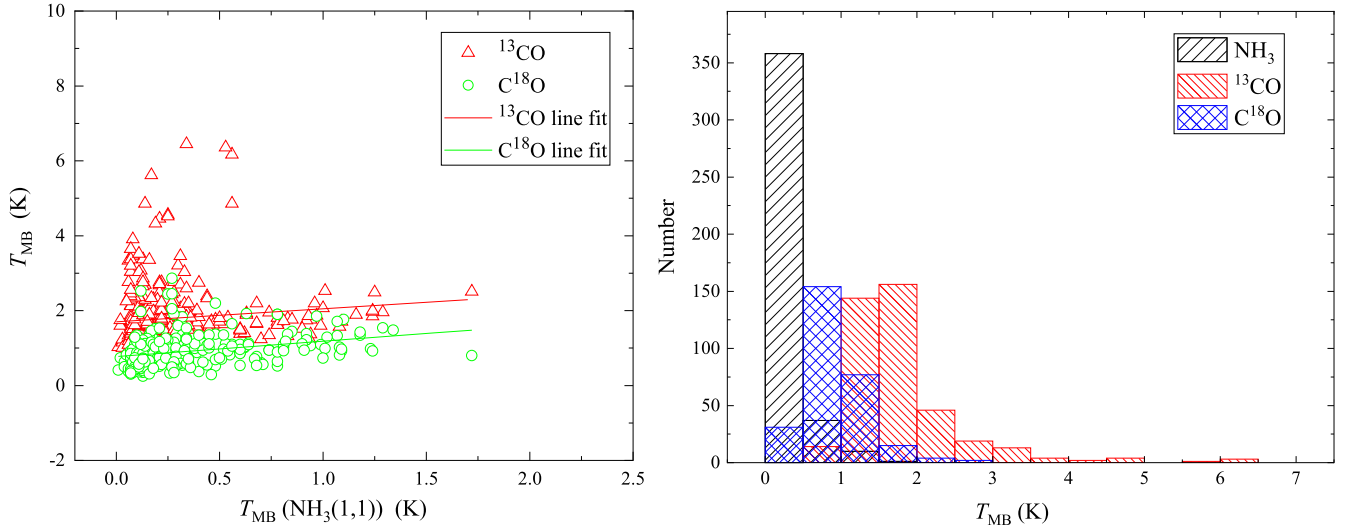 10
8
6
4
2
0
-2
T_MB (K)
0.0 0.5 1.0 1.5 2.0 2.5
T_MB (NH₃(1,1)) (K)
¹³CO
C¹⁸O
¹³CO line fit
C¹⁸O line fit
350
300
250
200
150
100
50
0
Number
0 1 2 3 4 5 6 7
T_MB (K)
NH₃
¹³CO
C¹⁸O